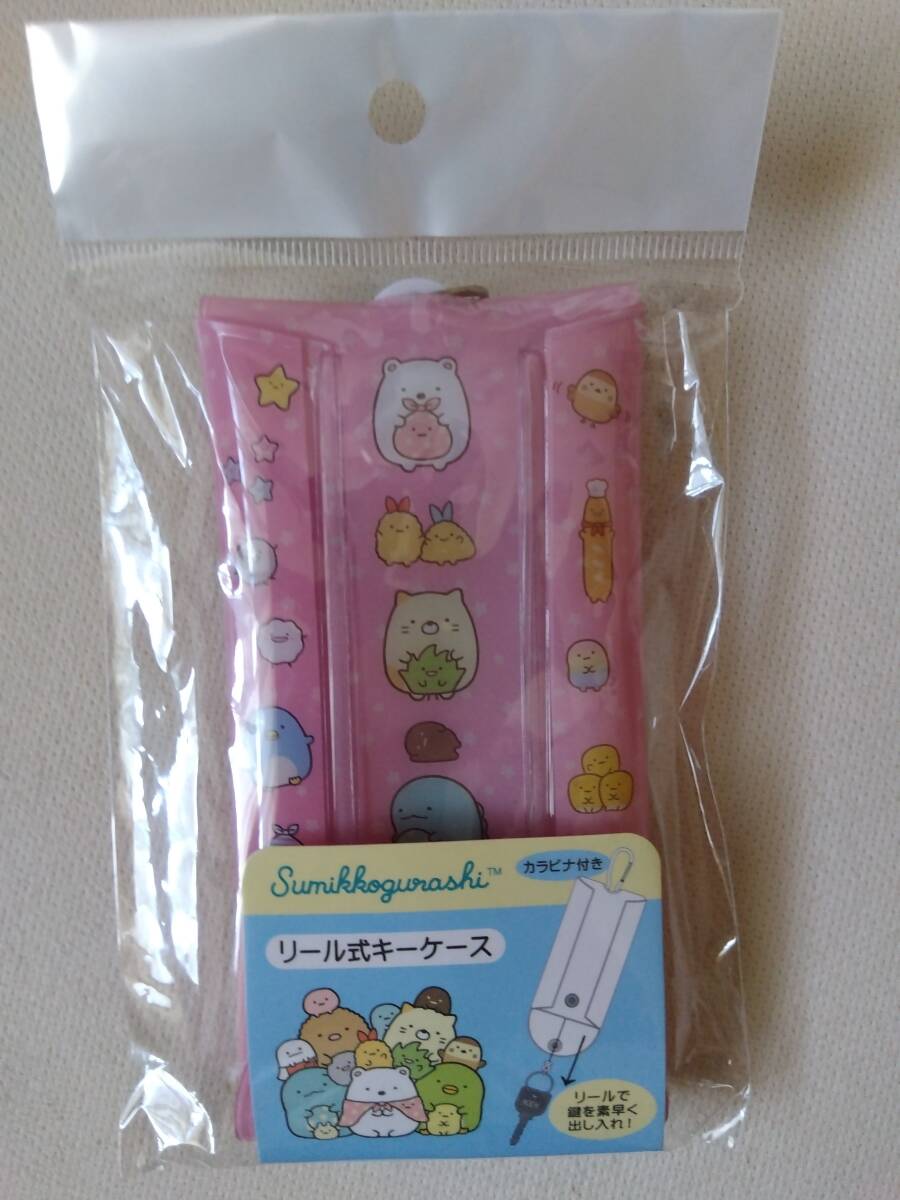 Sumikkogurashi™
カラビナ付き
リール式キーケース
リールで
鍵を素早く
出し入れ!